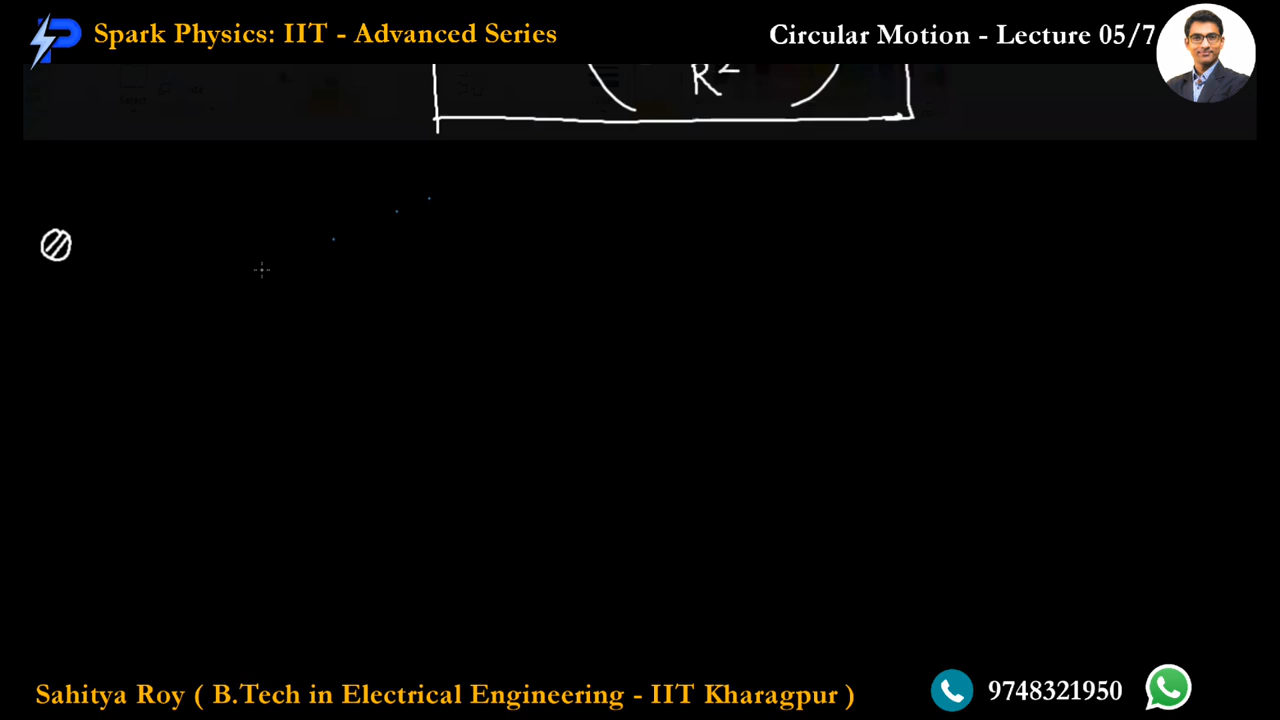 Spark Physics: IIT - Advanced Series
Circular Motion - Lecture 05/7
R²
Sahitya Roy ( B.Tech in Electrical Engineering - IIT Kharagpur )
9748321950